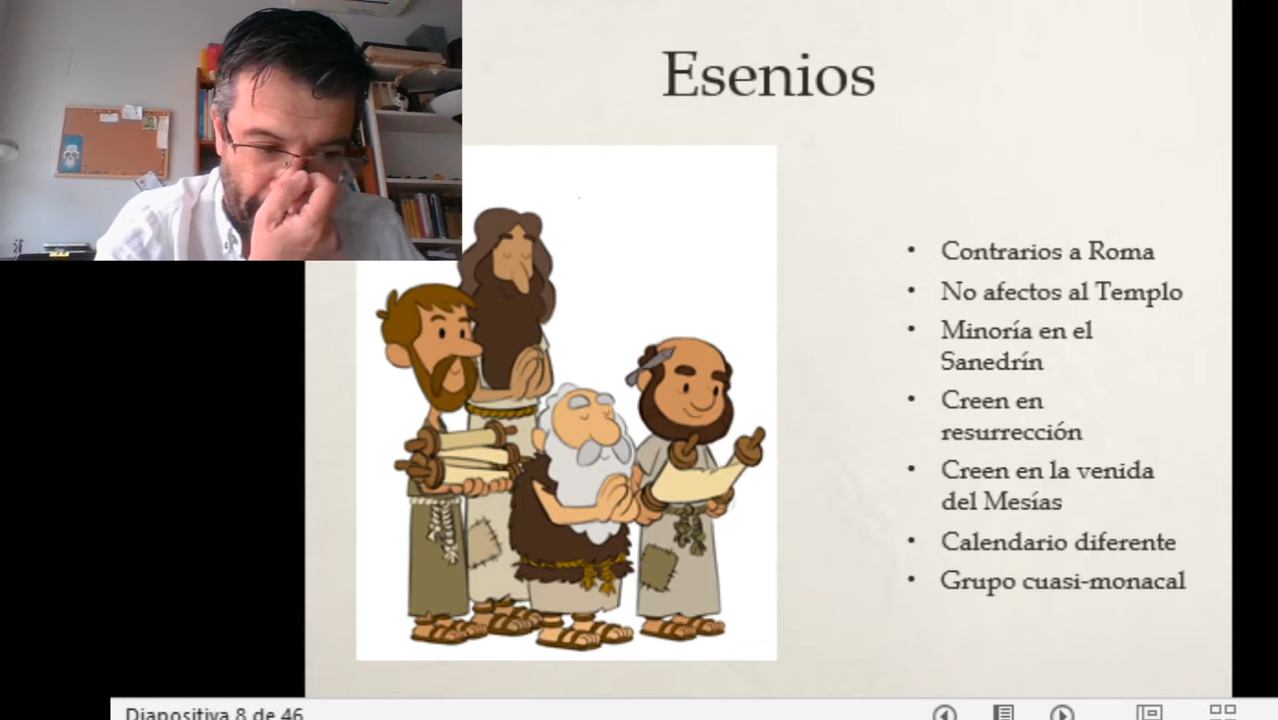 Esenios
• Contrarios a Roma
• No afectos al Templo
• Minoría en el
Sanedrín
• Creen en
resurrección
• Creen en la venida
del Mesías
• Calendario diferente
• Grupo cuasi-monacal
Diapositiva 8 de 46